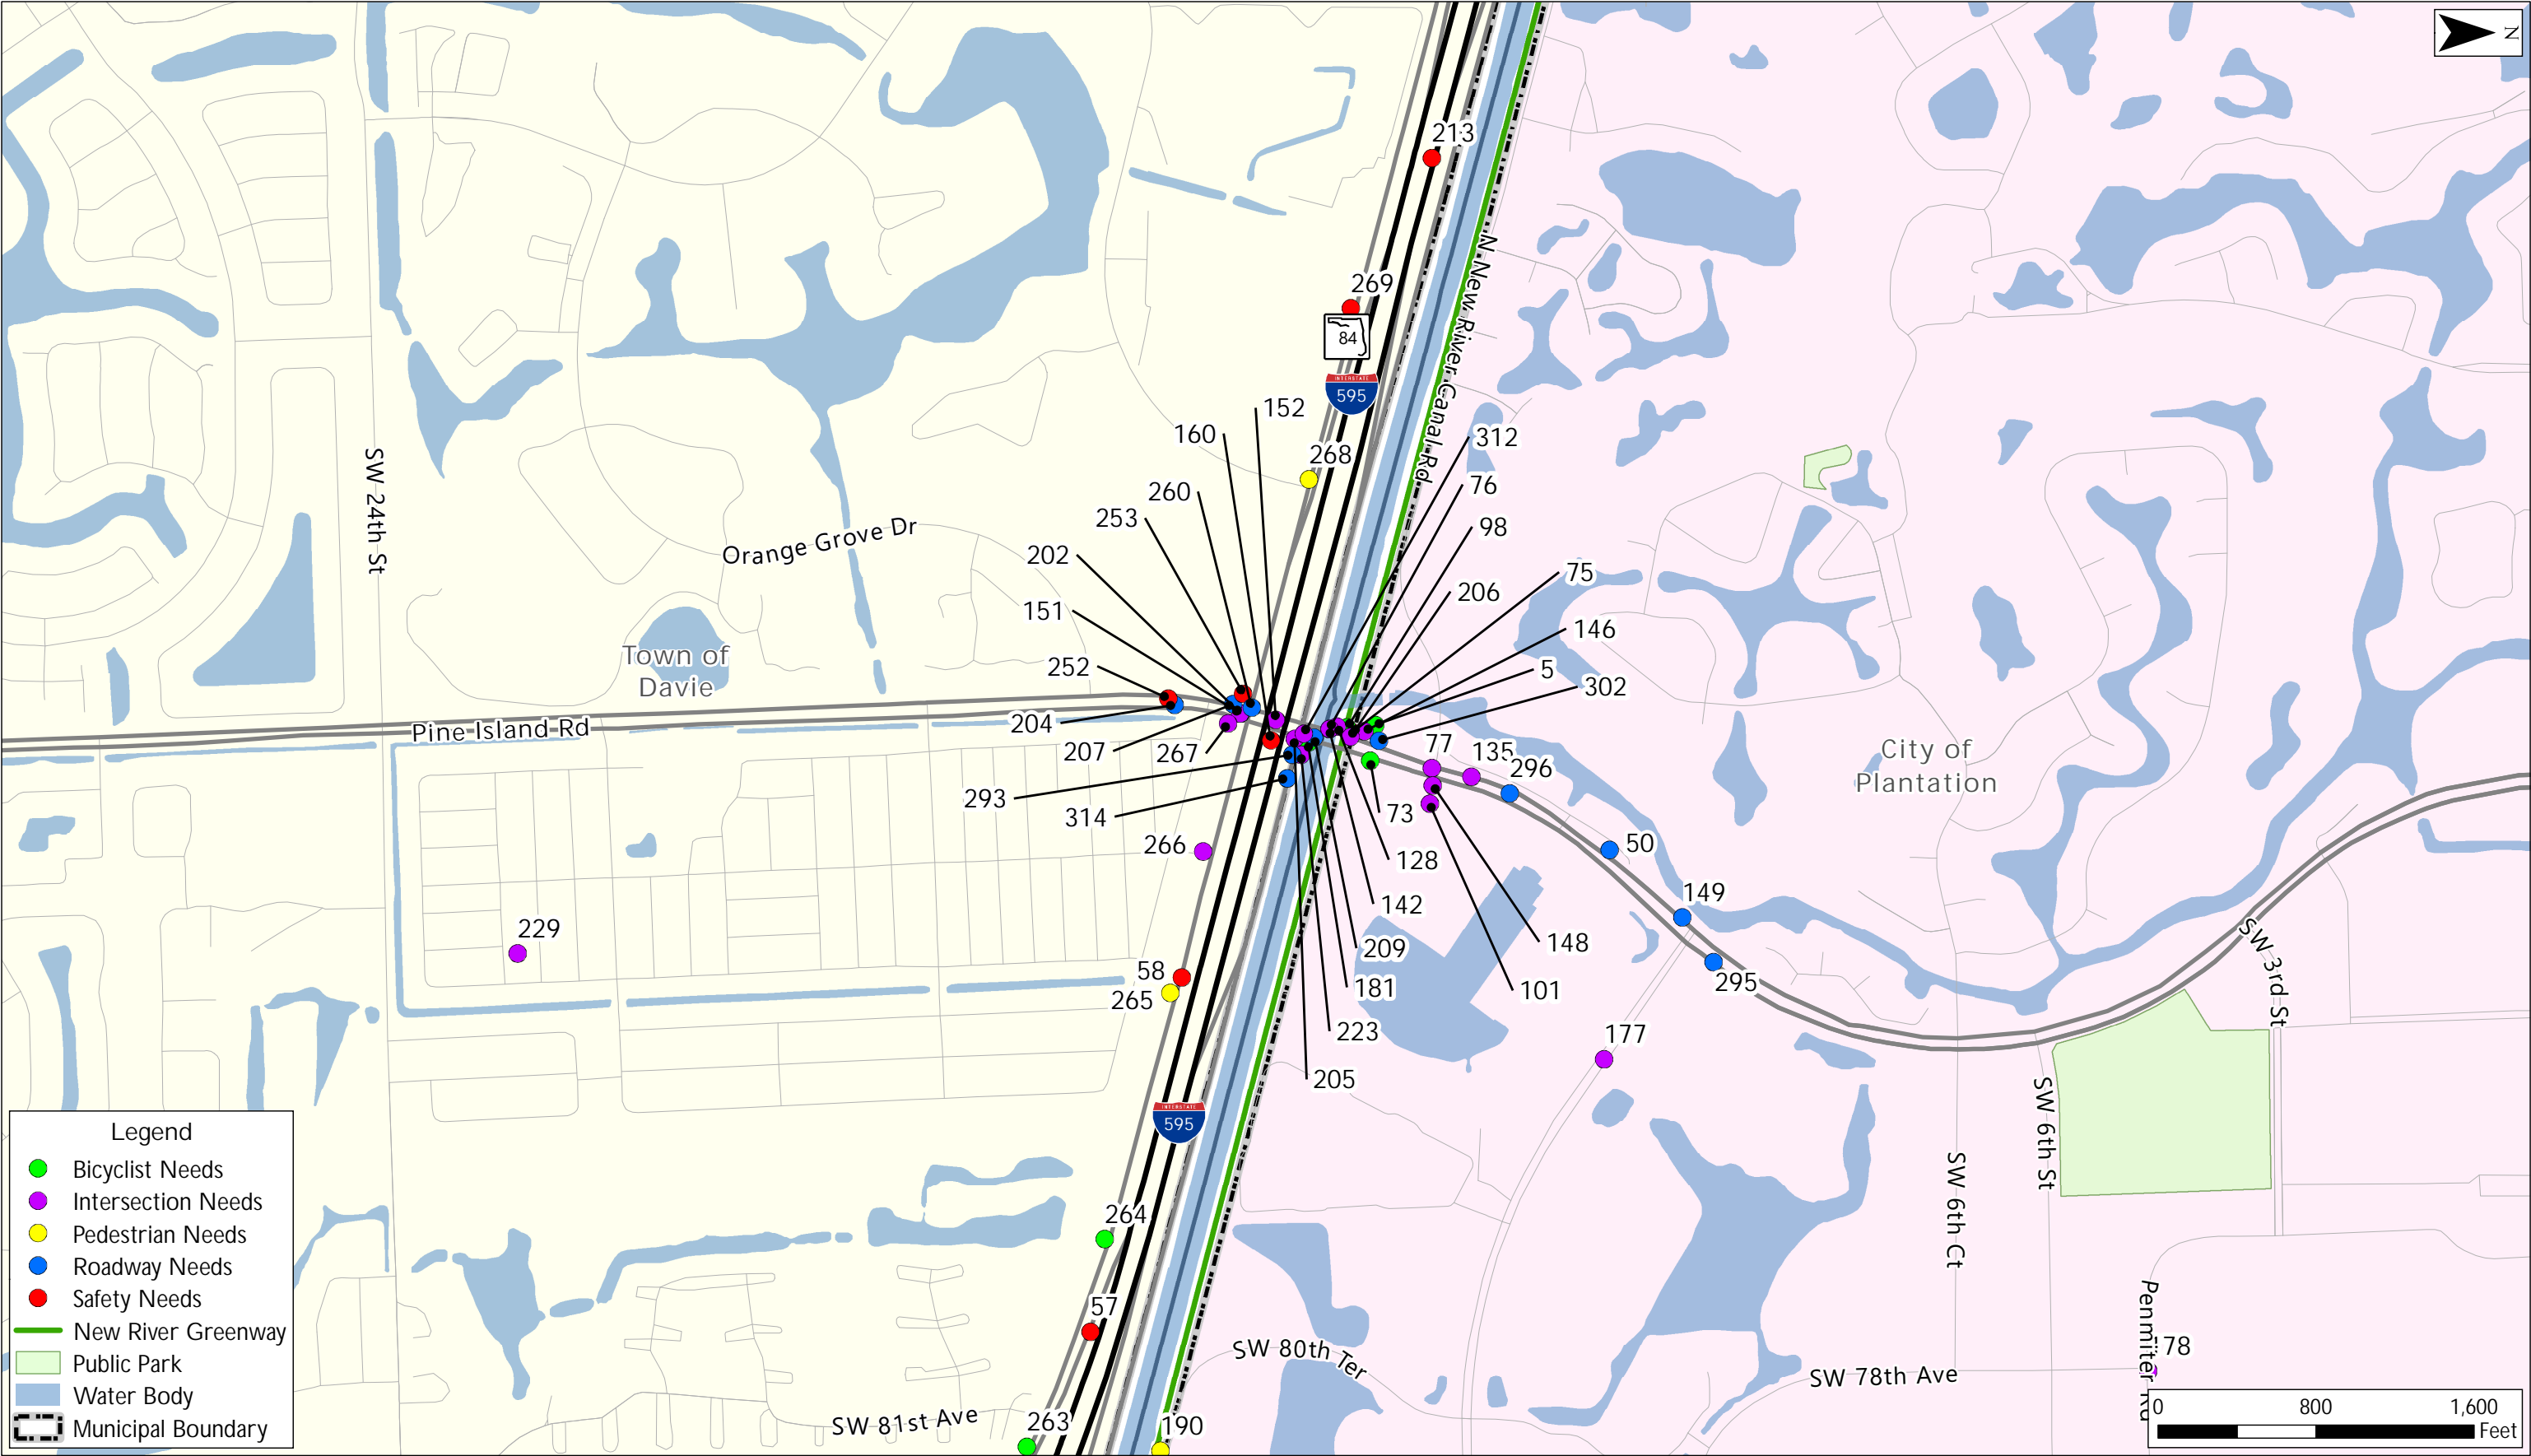 N
213
269
84
INTERSTATE
595
N New River Canal Rd
152
160
312
268
76
260
253
98
SW 24th St
Orange Grove Dr
202
75
206
151
146
Town of
Davie
252
5
302
204
Pine Island Rd
207
267
77
135
296
City of
Plantation
293
314
73
266
50
128
149
142
229
209
148
58
265
181
101
295
SW 3rd St
223
177
205
INTERSTATE
595
SW 6th St
SW 6th Ct
264
57
SW 80th Ter
SW 78th Ave
Penmiter Rd
78
SW 81st Ave
263
190
Legend
Bicyclist Needs
Intersection Needs
Pedestrian Needs
Roadway Needs
Safety Needs
New River Greenway
Public Park
Water Body
Municipal Boundary
0 800 1,600
Feet